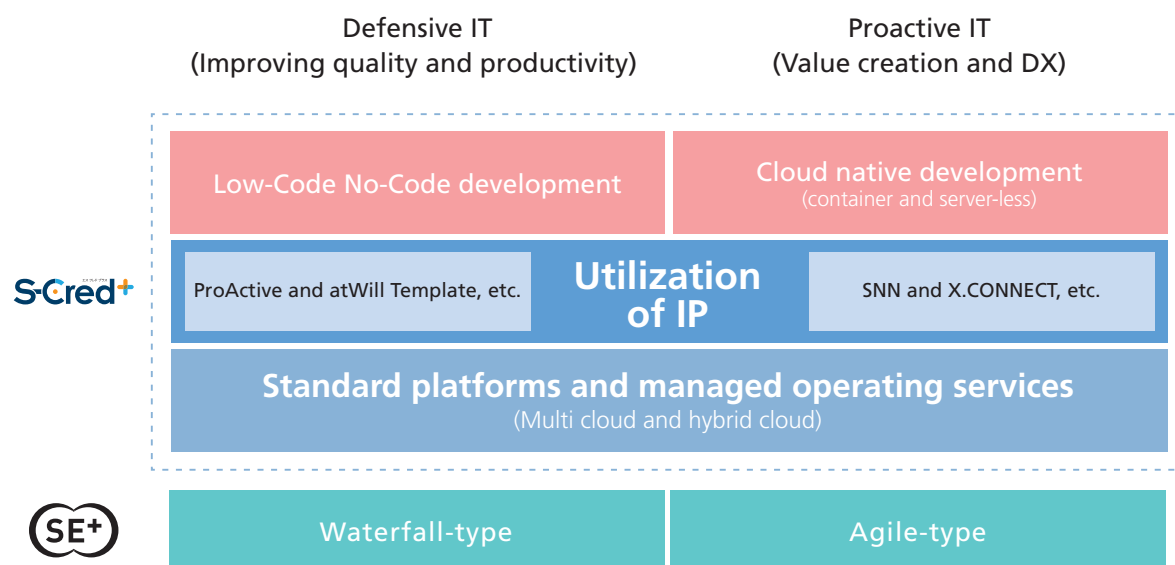 Defensive IT
(Improving quality and productivity)
Proactive IT
(Value creation and DX)
Low-Code No-Code development
Cloud native development
(container and server-less)
S-Cred+
ProActive and atWill Template, etc.
Utilization
of IP
SNN and X.CONNECT, etc.
Standard platforms and managed operating services
(Multi cloud and hybrid cloud)
SE+
Waterfall-type
Agile-type